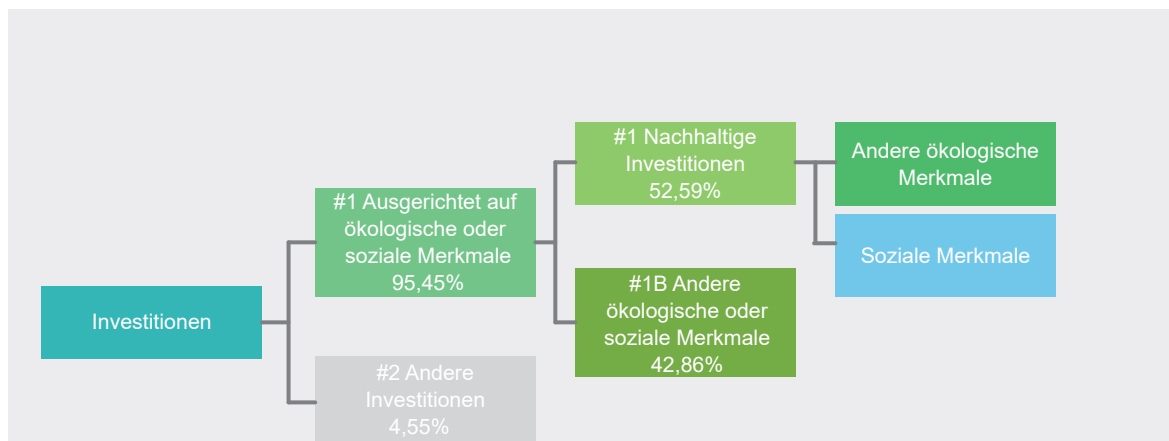 Investitionen
#1 Ausgerichtet auf
ökologische oder
soziale Merkmale
95,45%
#2 Andere
Investitionen
4,55%
#1 Nachhaltige
Investitionen
52,59%
#1B Andere
ökologische oder
soziale Merkmale
42,86%
Andere ökologische
Merkmale
Soziale Merkmale